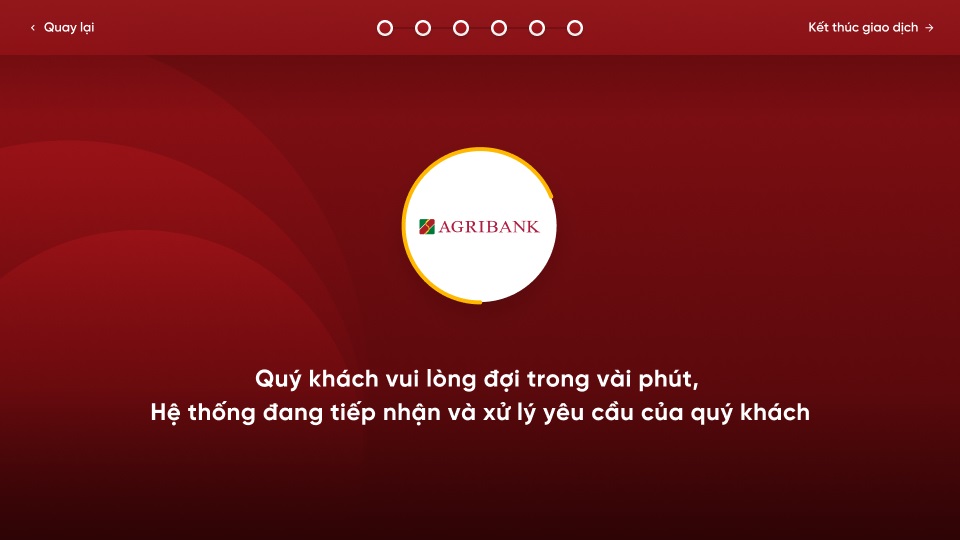 Quay lại
Kết thúc giao dịch
AGRIBANK
Quý khách vui lòng đợi trong vài phút,
Hệ thống đang tiếp nhận và xử lý yêu cầu của quý khách